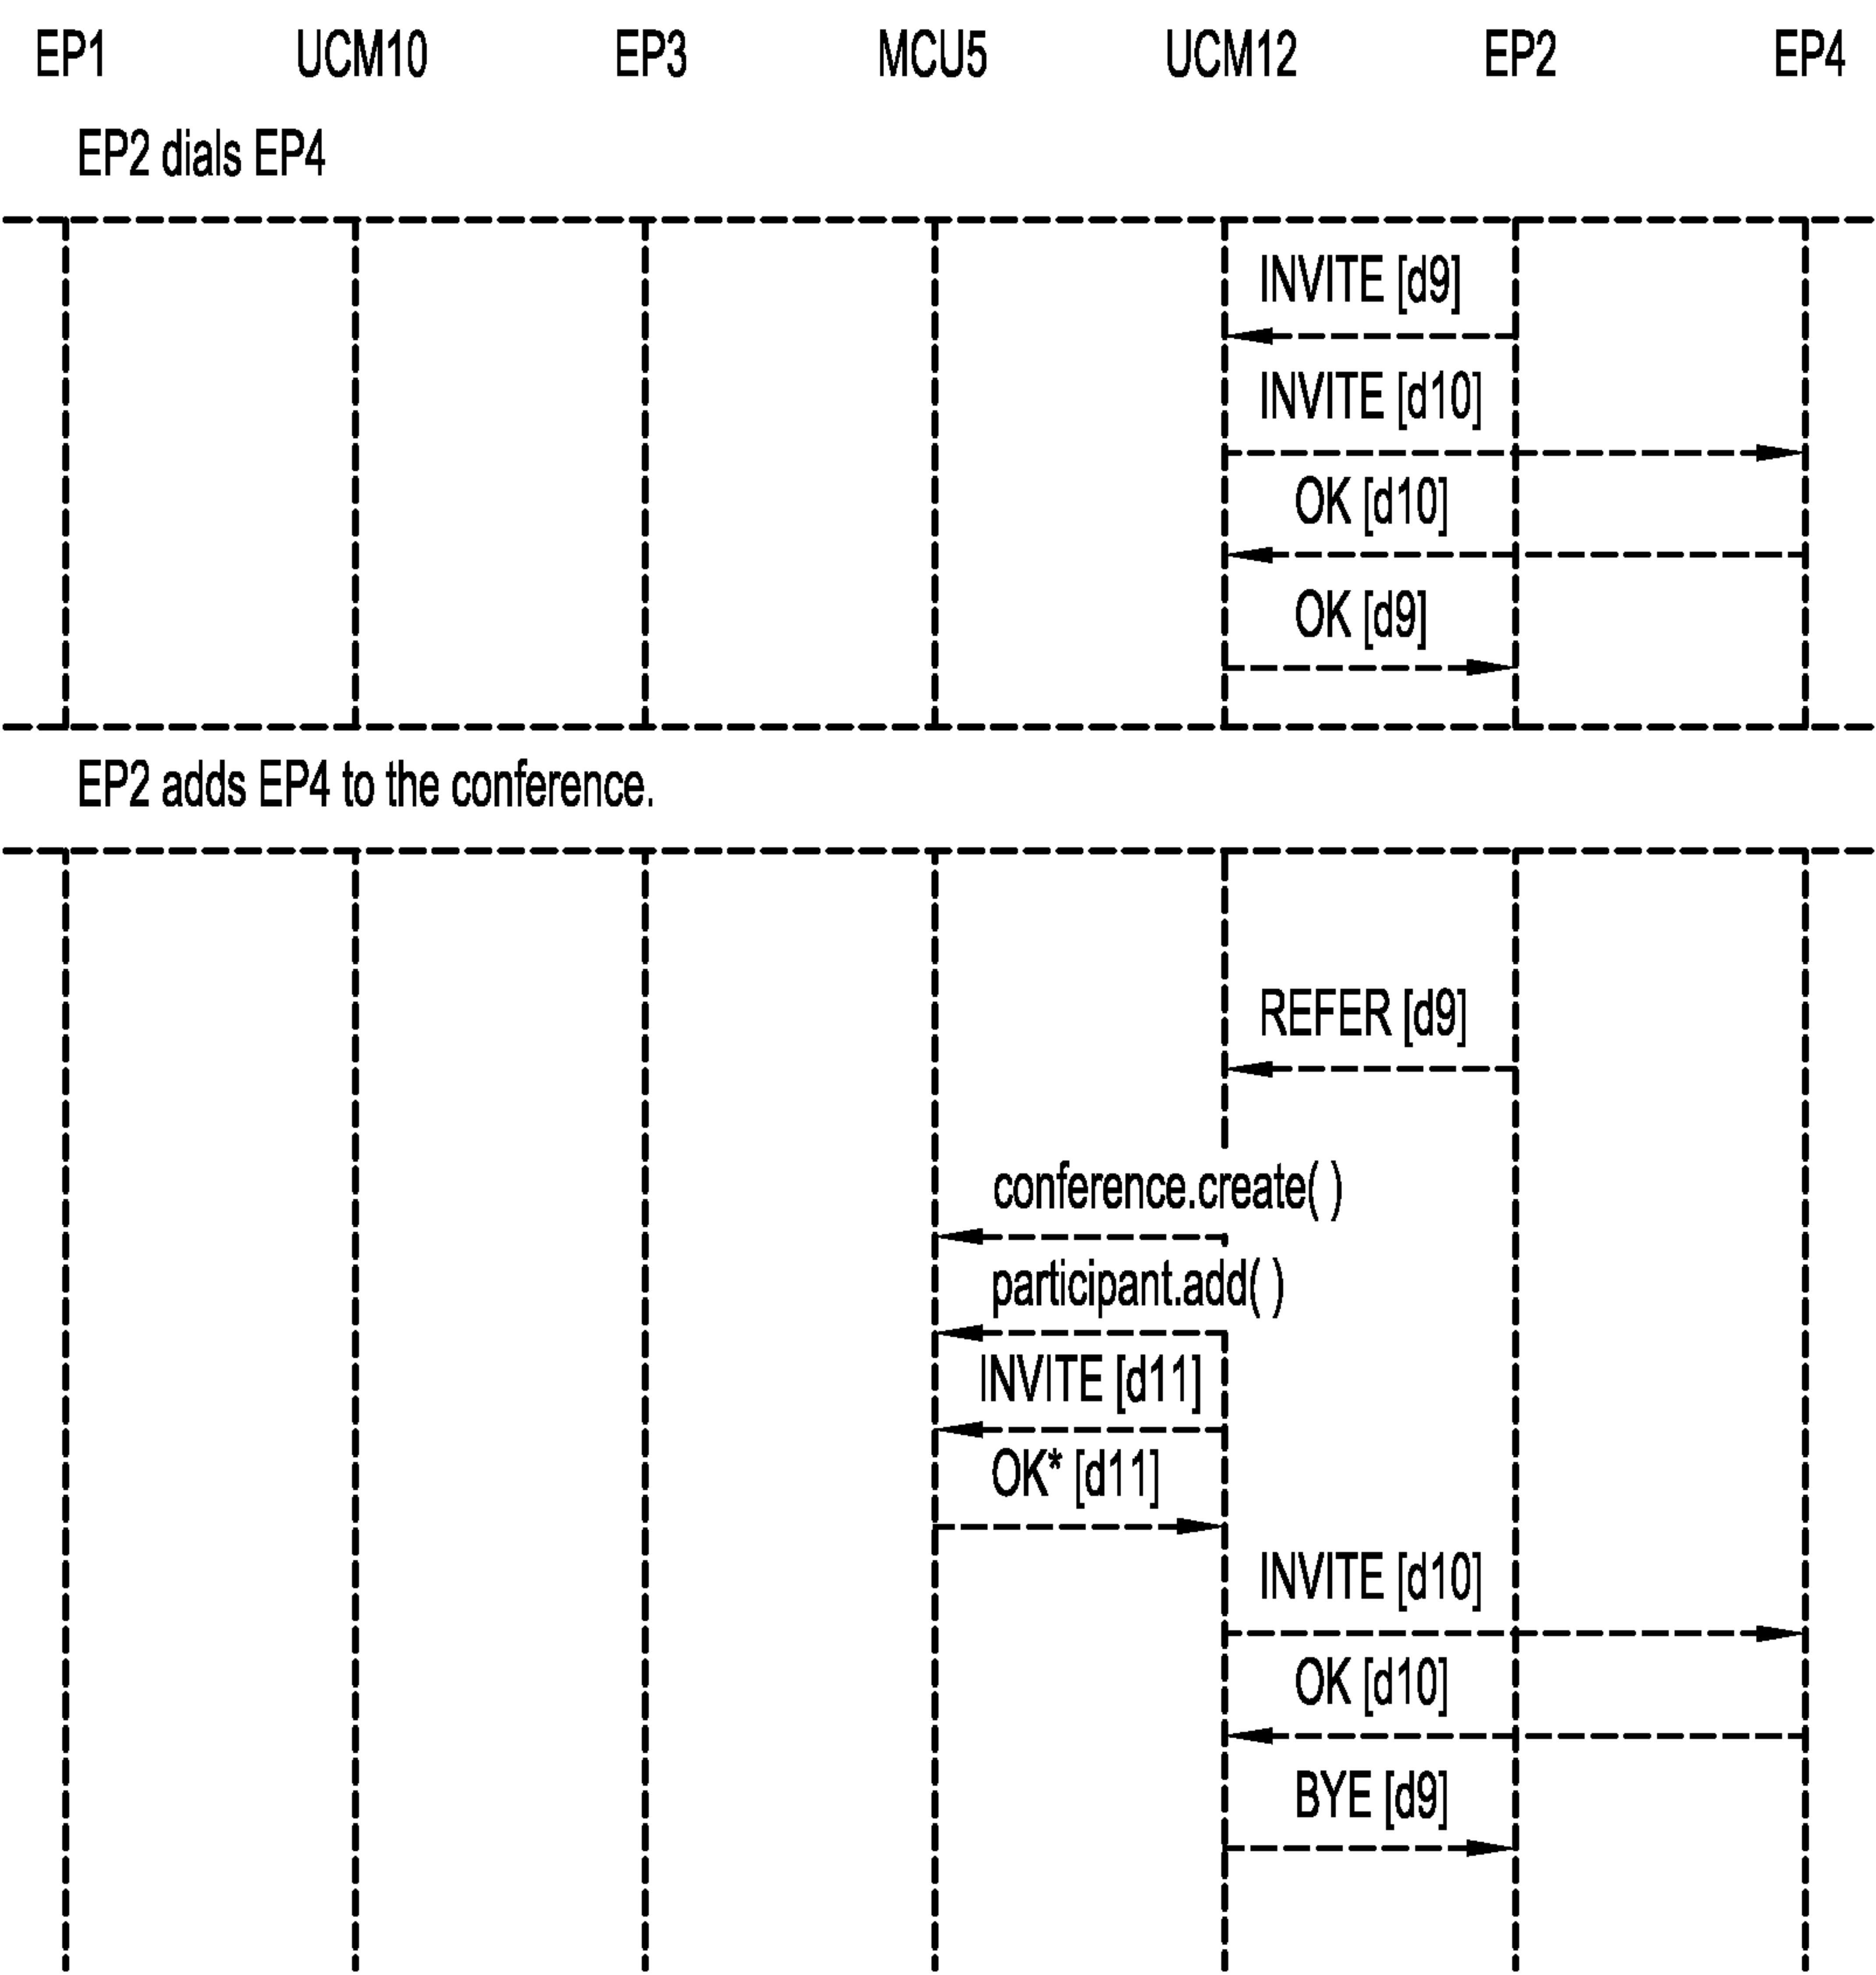 EP1 UCM10 EP3 MCU5 UCM12 EP2 EP4
EP2 dials EP4
INVITE [d9]
INVITE [d10]
OK [d10]
OK [d9]
EP2 adds EP4 to the conference.
REFER [d9]
conference.create( )
participant.add( )
INVITE [d11]
OK* [d11]
INVITE [d10]
OK [d10]
BYE [d9]